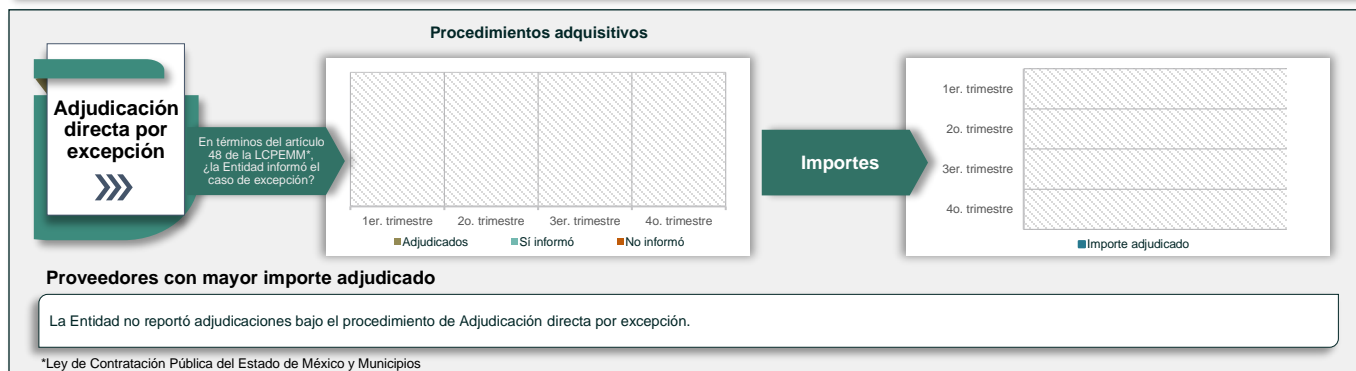 Procedimientos adquisitivos
Adjudicación
directa por
excepción
En términos del artículo
48 de la LCPEMM*,
¿la Entidad informó el
caso de excepción?
1er. trimestre
2o. trimestre
3er. trimestre
4o. trimestre
Adjudicados
Sí informó
No informó
Importes
1er. trimestre
2o. trimestre
3er. trimestre
4o. trimestre
Importe adjudicado
Proveedores con mayor importe adjudicado
La Entidad no reportó adjudicaciones bajo el procedimiento de Adjudicación directa por excepción.
*Ley de Contratación Pública del Estado de México y Municipios